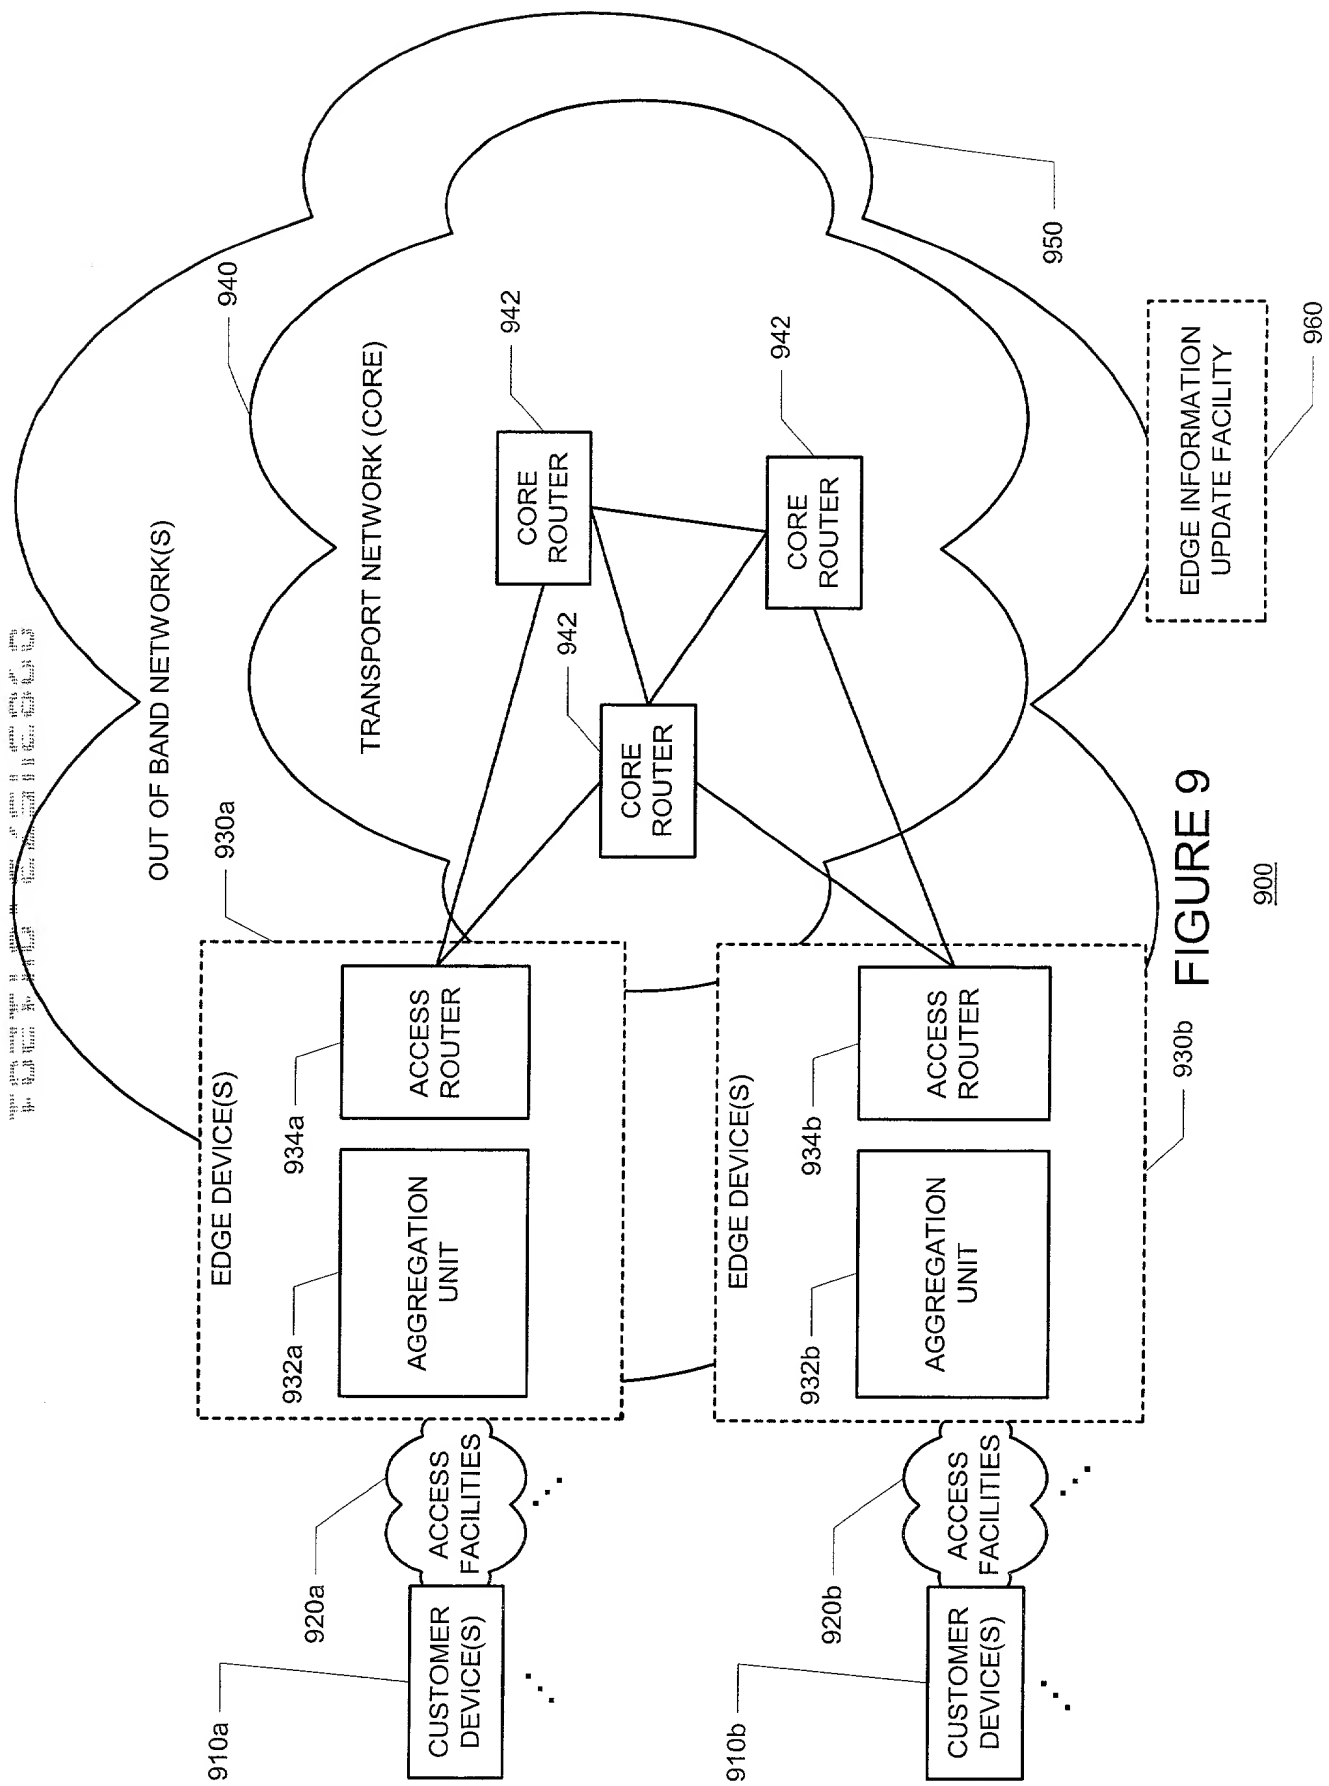 OUT OF BAND NETWORK(S)
940
TRANSPORT NETWORK (CORE)
930a
EDGE DEVICE(S)
910a
920a
932a
934a
CUSTOMER
DEVICE(S)
ACCESS
FACILITIES
AGGREGATION
UNIT
ACCESS
ROUTER
942
CORE
ROUTER
942
CORE
ROUTER
942
CORE
ROUTER
EDGE DEVICE(S)
910b
920b
932b
934b
CUSTOMER
DEVICE(S)
ACCESS
FACILITIES
AGGREGATION
UNIT
ACCESS
ROUTER
950
930b
EDGE INFORMATION
UPDATE FACILITY
960
FIGURE 9
900